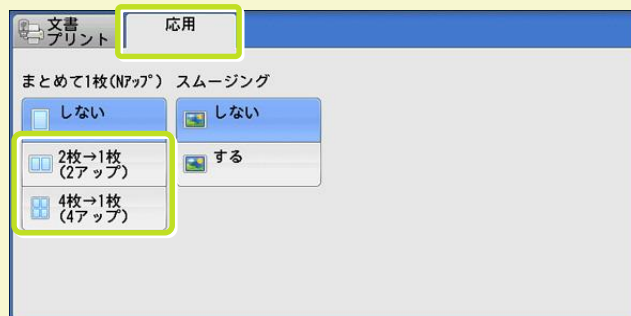 文書
プリント
応用
まとめて1枚(Nアップ)
しない
2枚→1枚
(2アップ)
4枚→1枚
(4アップ)
スムージング
しない
する